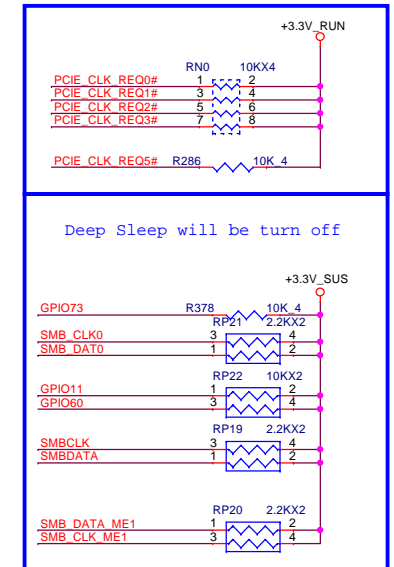 +3.3V_RUN
RN0 10KX4
PCIE_CLK_REQ0# 1 2
PCIE_CLK_REQ1# 3 4
PCIE_CLK_REQ2# 5 6
PCIE_CLK_REQ3# 7 8
PCIE_CLK_REQ5# R286 10K_4
Deep Sleep will be turn off
+3.3V_SUS
GPIO73 R378 10K_4
RP21 2.2KX2
SMB_CLK0 3 4
SMB_DAT0 1 2
RP22 10KX2
GPIO11 1 2
GPIO60 3 4
RP19 2.2KX2
SMBCLK 3 4
SMBDATA 1 2
RP20 2.2KX2
SMB_DATA_ME1 1 2
SMB_CLK_ME1 3 4